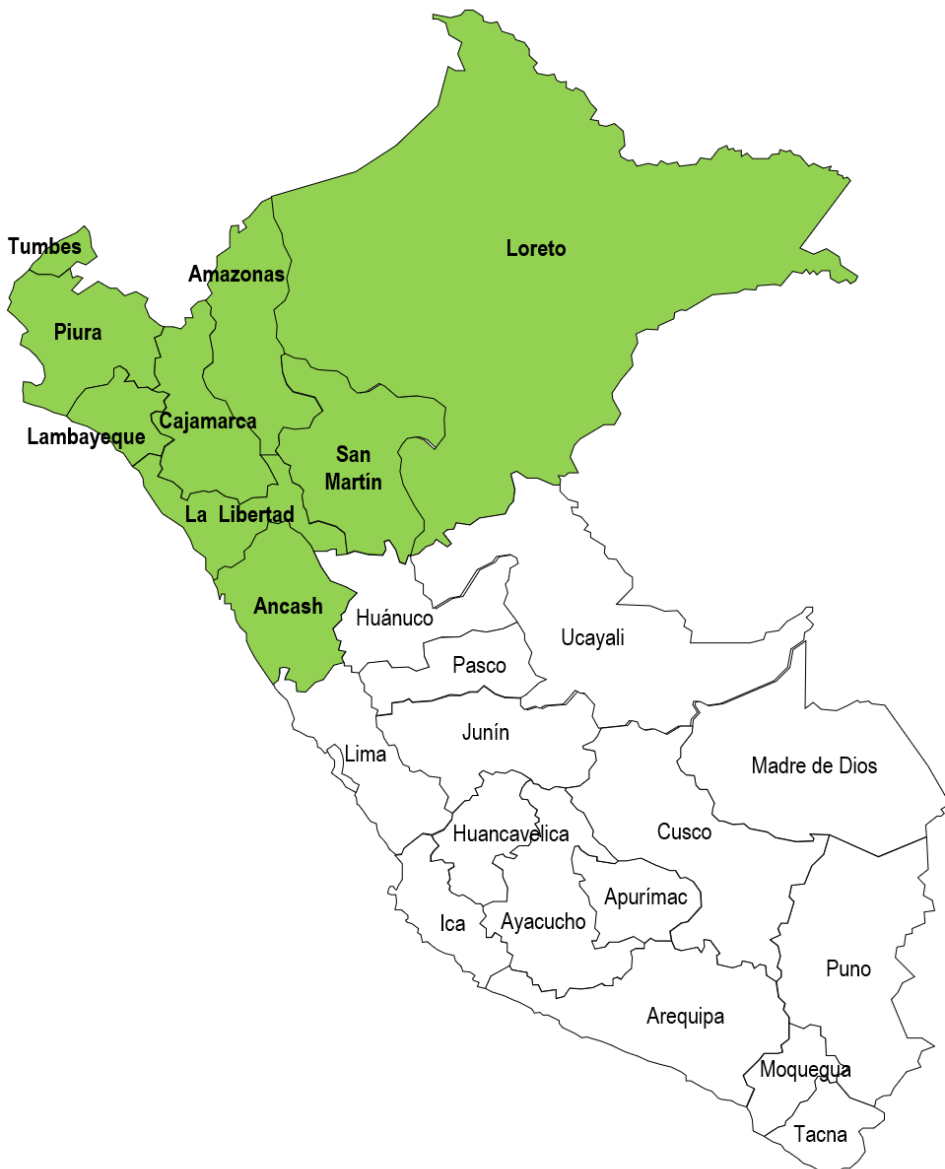 Tumbes
Amazonas
Loreto
Piura
Cajamarca
Lambayeque
San
Martín
La Libertad
Ancash
Huánuco
Ucayali
Pasco
Junín
Lima
Madre de Dios
Huancavelica
Cusco
Apurímac
Ica
Ayacucho
Puno
Arequipa
Moquegua
Tacna